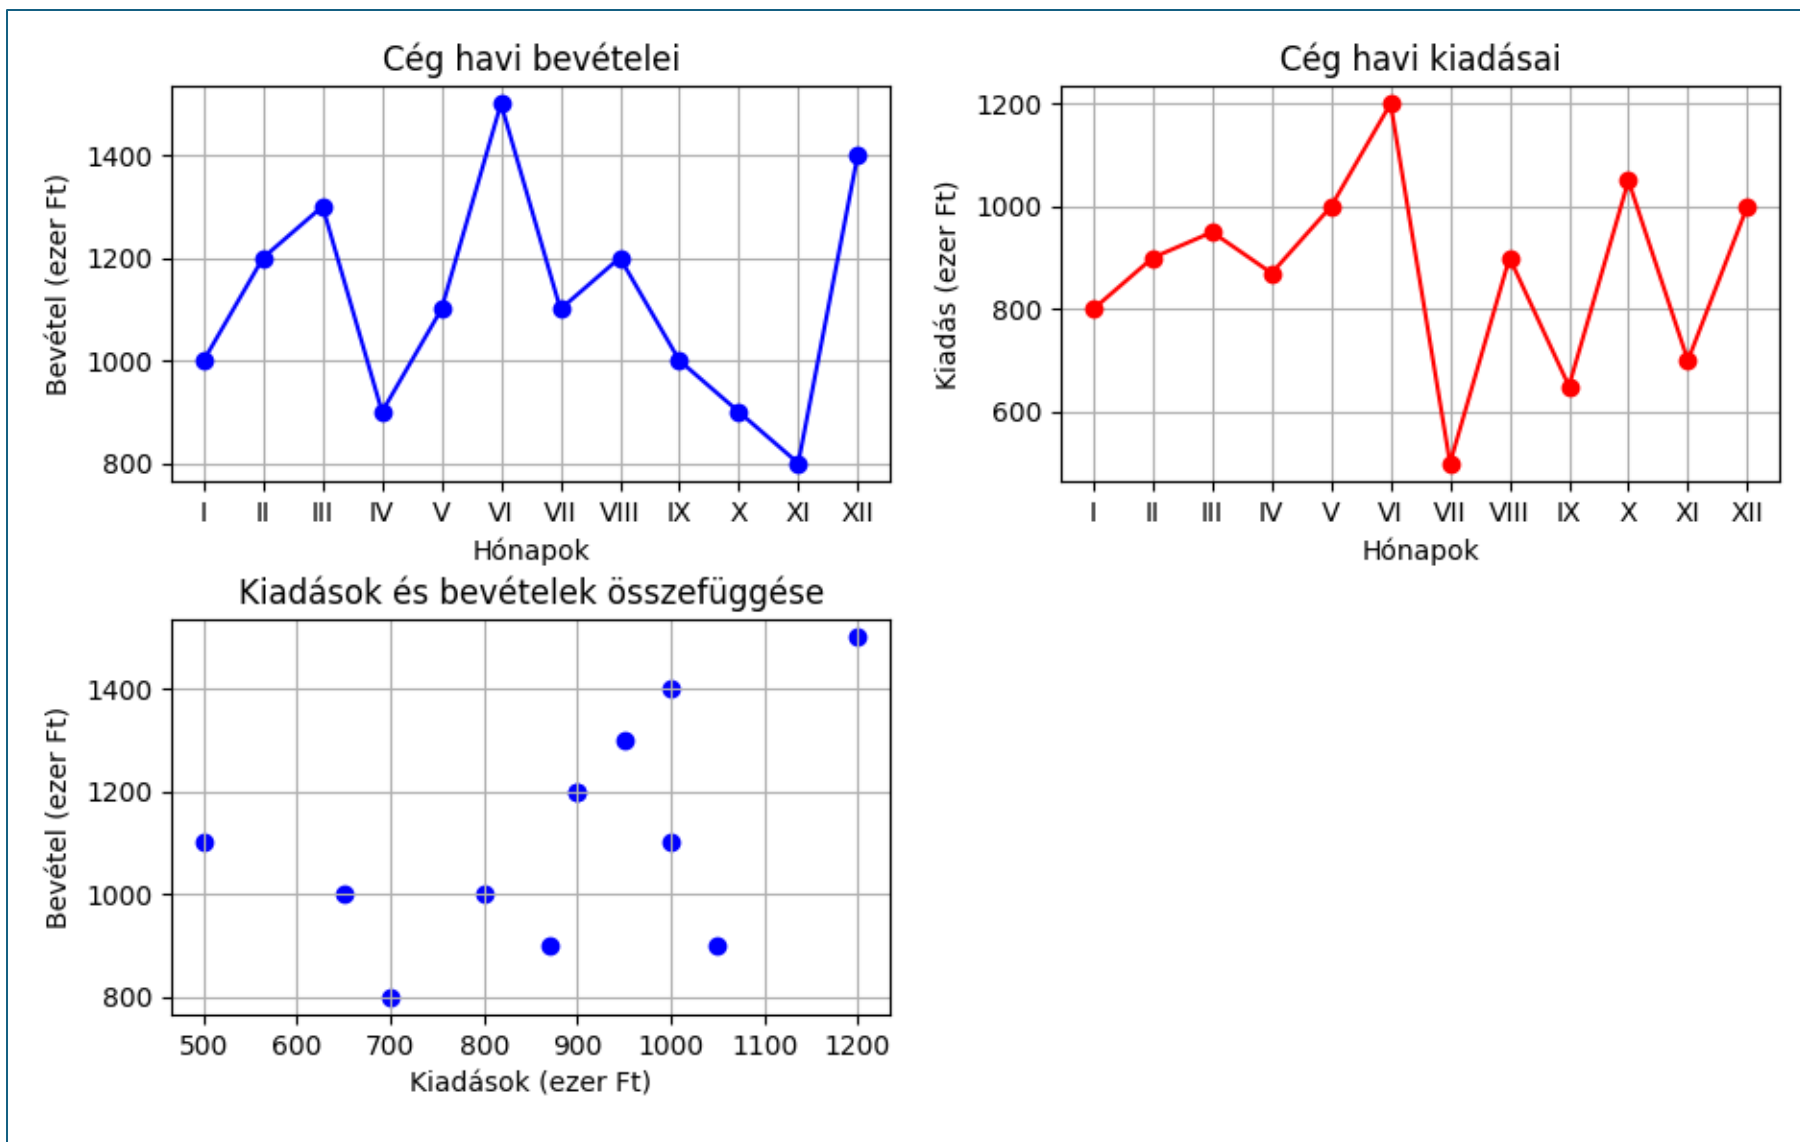 Cég havi bevételei
Bevétel (ezer Ft)
1400
1200
1000
800
I II III IV V VI VII VIII IX X XI XII
Hónapok
Cég havi kiadásai
Kiadás (ezer Ft)
1200
1000
800
600
I II III IV V VI VII VIII IX X XI XII
Hónapok
Kiadások és bevételek összefüggése
Bevétel (ezer Ft)
1400
1200
1000
800
500 600 700 800 900 1000 1100 1200
Kiadások (ezer Ft)